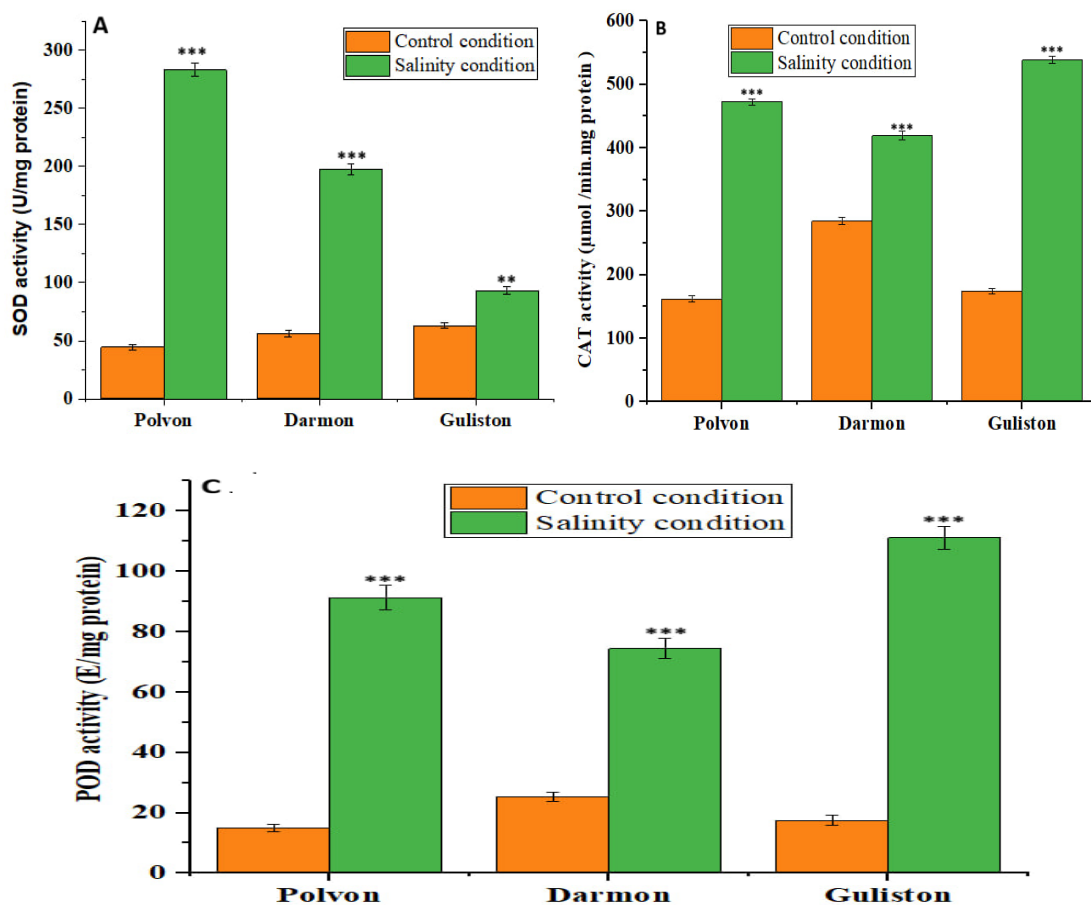 A
SOD activity (U/mg protein)
300
250
200
150
100
50
0
Control condition
Salinity condition
***
***
**
Polvon
Darmon
Guliston
B
CAT activity (µmol /min.mg protein )
600
500
400
300
200
100
0
Control condition
Salinity condition
***
***
***
Polvon
Darmon
Guliston
C
POD activity (E/mg protein)
120
100
80
60
40
20
0
Control condition
Salinity condition
***
***
***
Polvon
Darmon
Guliston